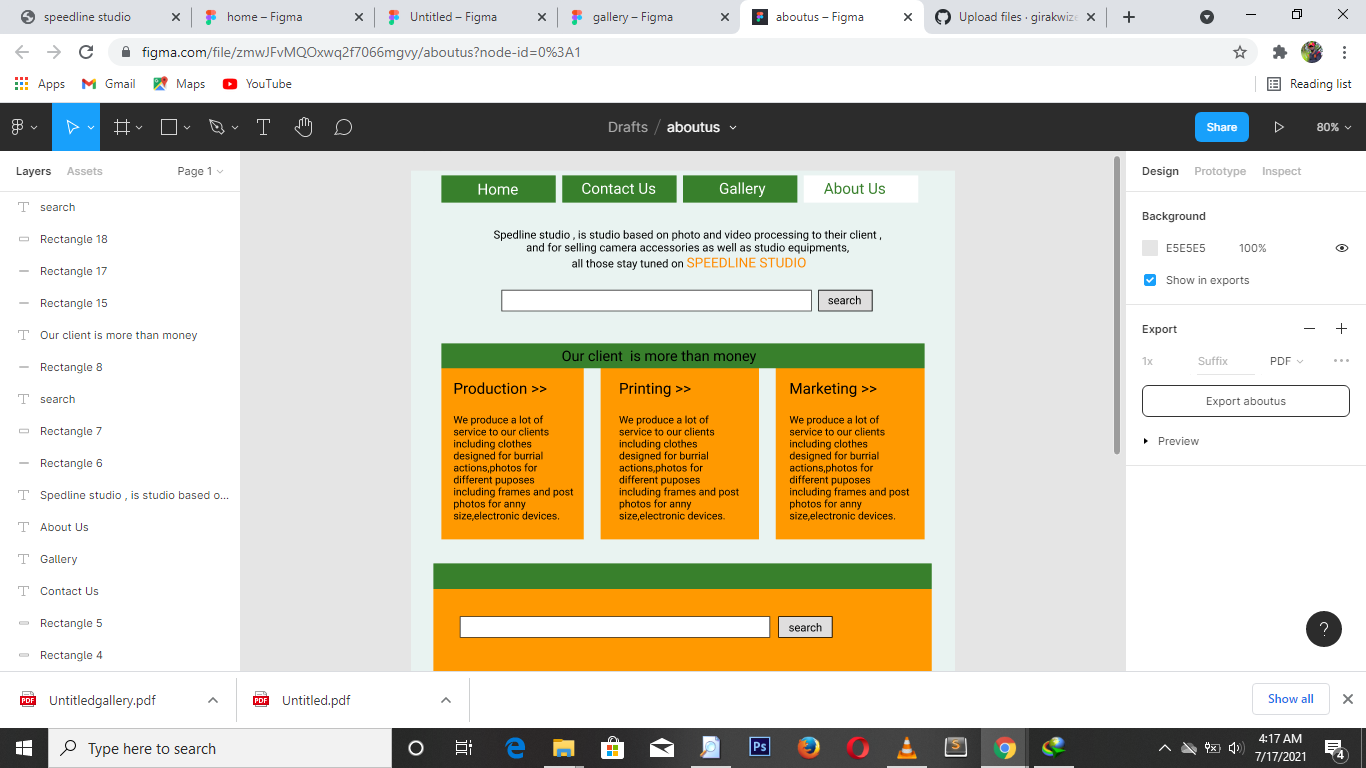 speedline studio
home – Figma
Untitled – Figma
gallery – Figma
aboutus – Figma
Upload files · girakwize
figma.com/file/zmwJFvMQOxwq2f7066mgvy/aboutus?node-id=0%3A1
Apps
Gmail
Maps
YouTube
Reading list
Drafts / aboutus
Share
80%
Layers
Assets
Page 1
search
Rectangle 18
Rectangle 17
Rectangle 15
Our client is more than money
Rectangle 8
search
Rectangle 7
Rectangle 6
Spedline studio , is studio based o...
About Us
Gallery
Contact Us
Rectangle 5
Rectangle 4
Home
Contact Us
Gallery
About Us
Spedline studio , is studio based on photo and video processing to their client ,
and for selling camera accessories as well as studio equipments,
all those stay tuned on SPEEDLINE STUDIO
search
Our client is more than money
Production >>
We produce a lot of
service to our clients
including clothes
designed for burrial
actions,photos for
different puposes
including frames and post
photos for anny
size,electronic devices.
Printing >>
We produce a lot of
service to our clients
including clothes
designed for burrial
actions,photos for
different puposes
including frames and post
photos for anny
size,electronic devices.
Marketing >>
We produce a lot of
service to our clients
including clothes
designed for burrial
actions,photos for
different puposes
including frames and post
photos for anny
size,electronic devices.
search
Design
Prototype
Inspect
Background
E5E5E5
100%
Show in exports
Export
1x
Suffix
PDF
Export aboutus
Preview
?
PDF
Untitledgallery.pdf
PDF
Untitled.pdf
Show all
Type here to search
Ps
S
4:17 AM
7/17/2021
4